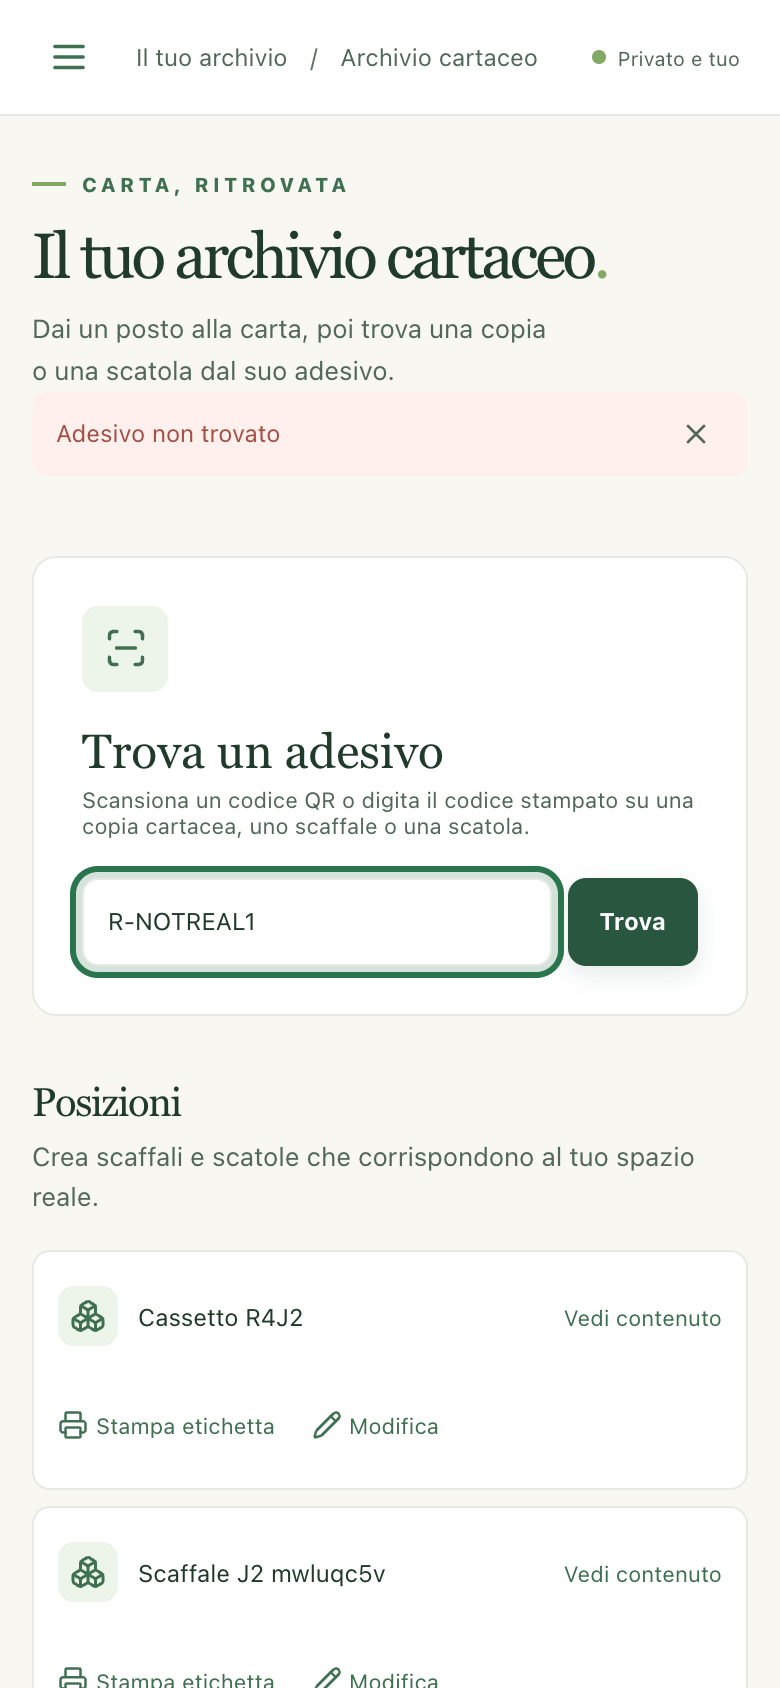 Il tuo archivio / Archivio cartaceo
Privato e tuo
CARTA, RITROVATA
Il tuo archivio cartaceo.
Dai un posto alla carta, poi trova una copia
o una scatola dal suo adesivo.
Adesivo non trovato
Trova un adesivo
Scansiona un codice QR o digita il codice stampato su una
copia cartacea, uno scaffale o una scatola.
R-NOTREAL1
Trova
Posizioni
Crea scaffali e scatole che corrispondono al tuo spazio
reale.
Cassetto R4J2
Vedi contenuto
Stampa etichetta
Modifica
Scaffale J2 mwluqc5v
Vedi contenuto
Stampa etichetta
Modifica